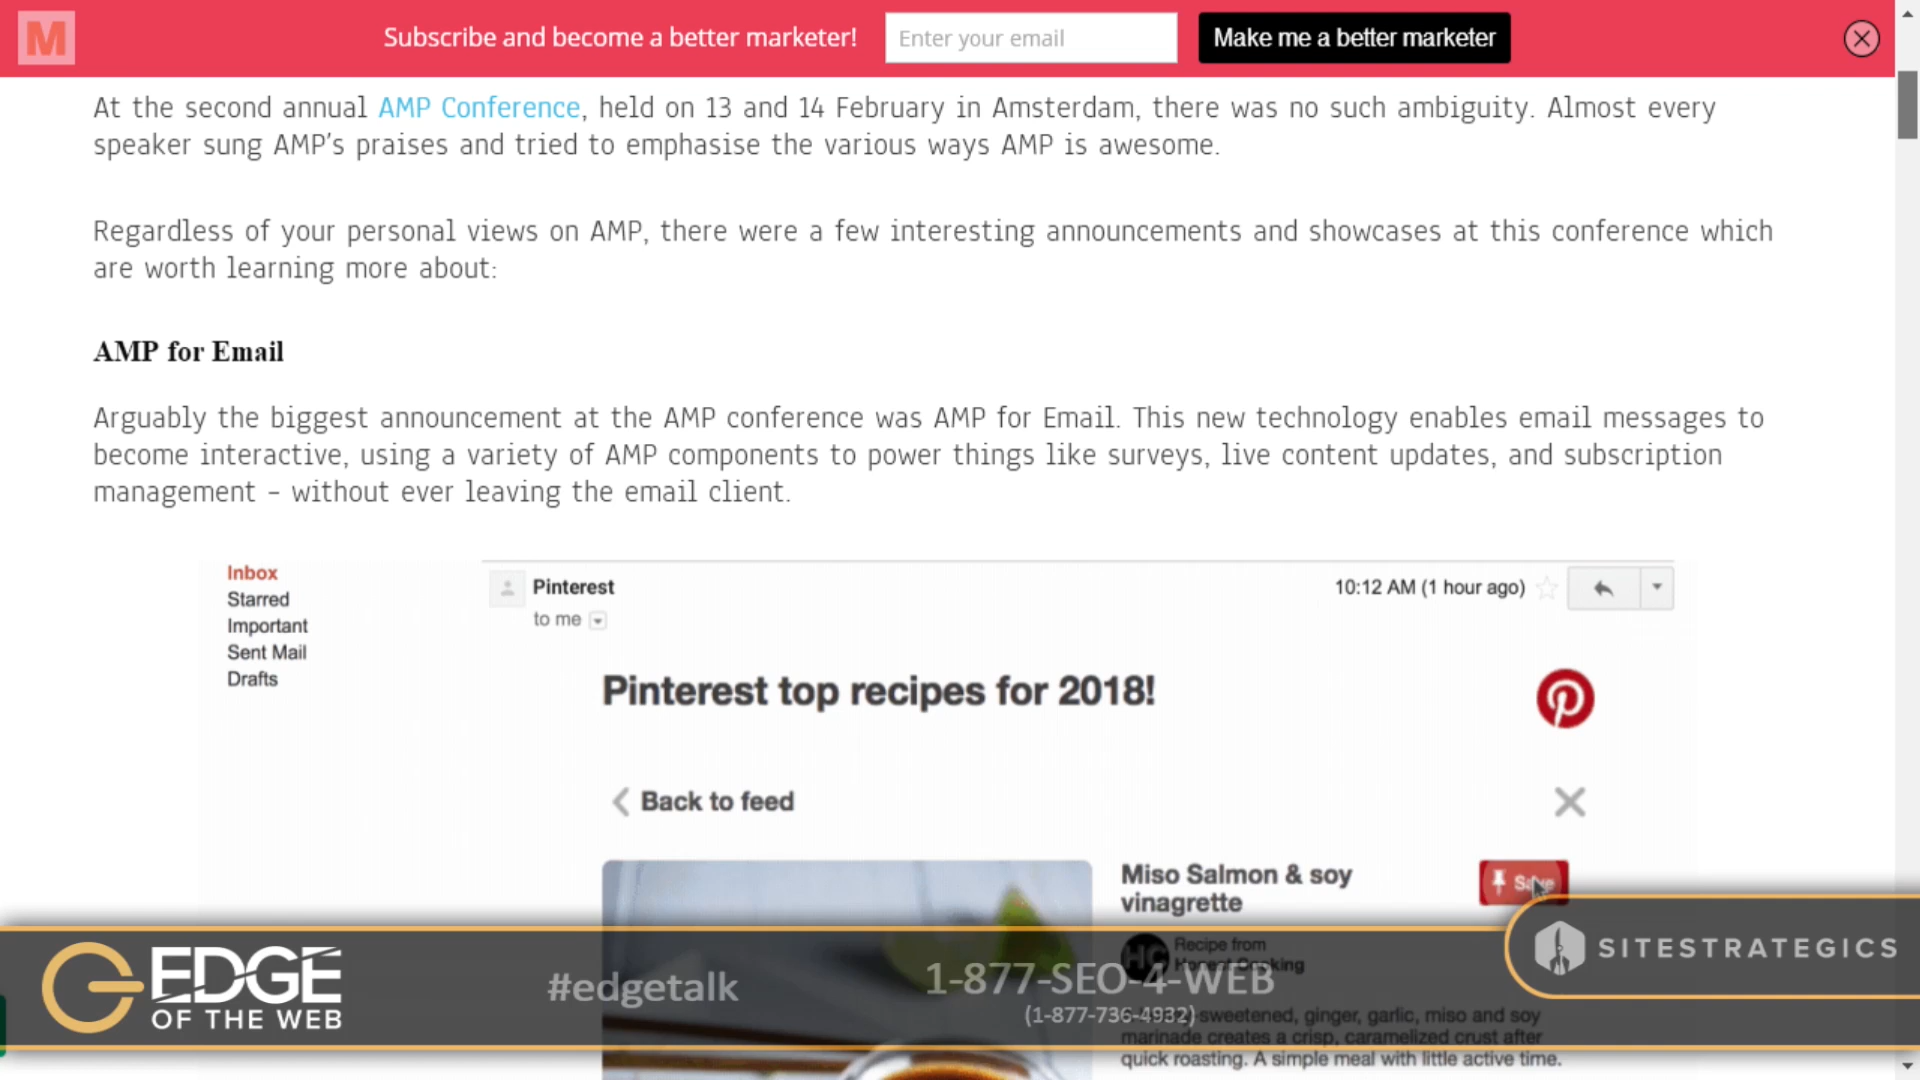 M
Subscribe and become a better marketer!
Enter your email
Make me a better marketer
At the second annual AMP Conference, held on 13 and 14 February in Amsterdam, there was no such ambiguity. Almost every
speaker sung AMP's praises and tried to emphasise the various ways AMP is awesome.
Regardless of your personal views on AMP, there were a few interesting announcements and showcases at this conference which
are worth learning more about:
AMP for Email
Arguably the biggest announcement at the AMP conference was AMP for Email. This new technology enables email messages to
become interactive, using a variety of AMP components to power things like surveys, live content updates, and subscription
management – without ever leaving the email client.
Inbox
Starred
Important
Sent Mail
Drafts
Pinterest
10:12 AM (1 hour ago)
to me
Pinterest top recipes for 2018!
Back to feed
Miso Salmon & soy
vinagrette
Save
HC
Recipe from
Honest Cooking
sweetened, ginger, garlic, miso and soy
marinade creates a crisp, caramelized crust after
quick roasting. A simple meal with little active time.
EDGE
OF THE WEB
#edgetalk
1-877-SEO-4-WEB
(1-877-736-4932)
SITESTRATEGICS